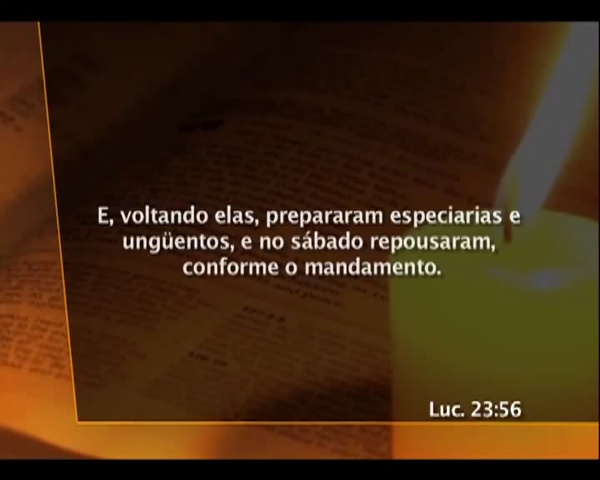 E, voltando elas, prepararam especiarias e
ungüentos, e no sábado repousaram,
conforme o mandamento.
Luc. 23:56